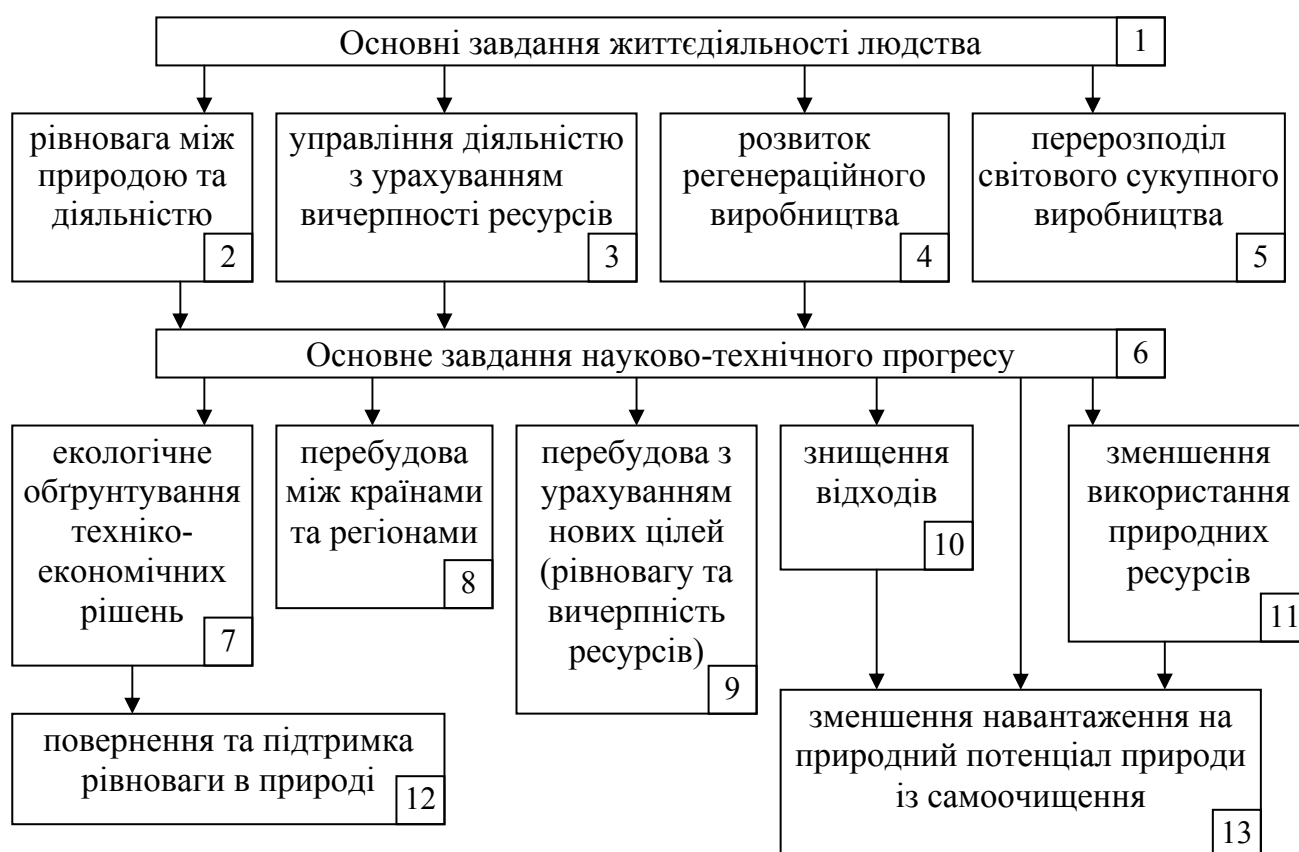 Основні завдання життєдіяльності людства
1
рівновага між
природою та
діяльністю
2
управління діяльністю
з урахуванням
вичерпності ресурсів
3
розвиток
регенераційного
виробництва
4
перерозподіл
світового сукупного
виробництва
5
Основне завдання науково-технічного прогресу
6
екологічне
обґрунтування
техніко-
економічних
рішень
7
перебудова
між країнами
та регіонами
8
перебудова з
урахуванням
нових цілей
(рівновагу та
вичерпність
ресурсів)
9
знищення
відходів
10
зменшення
використання
природних
ресурсів
11
повернення та підтримка
рівноваги в природі
12
зменшення навантаження на
природний потенціал природи
із самоочищення
13